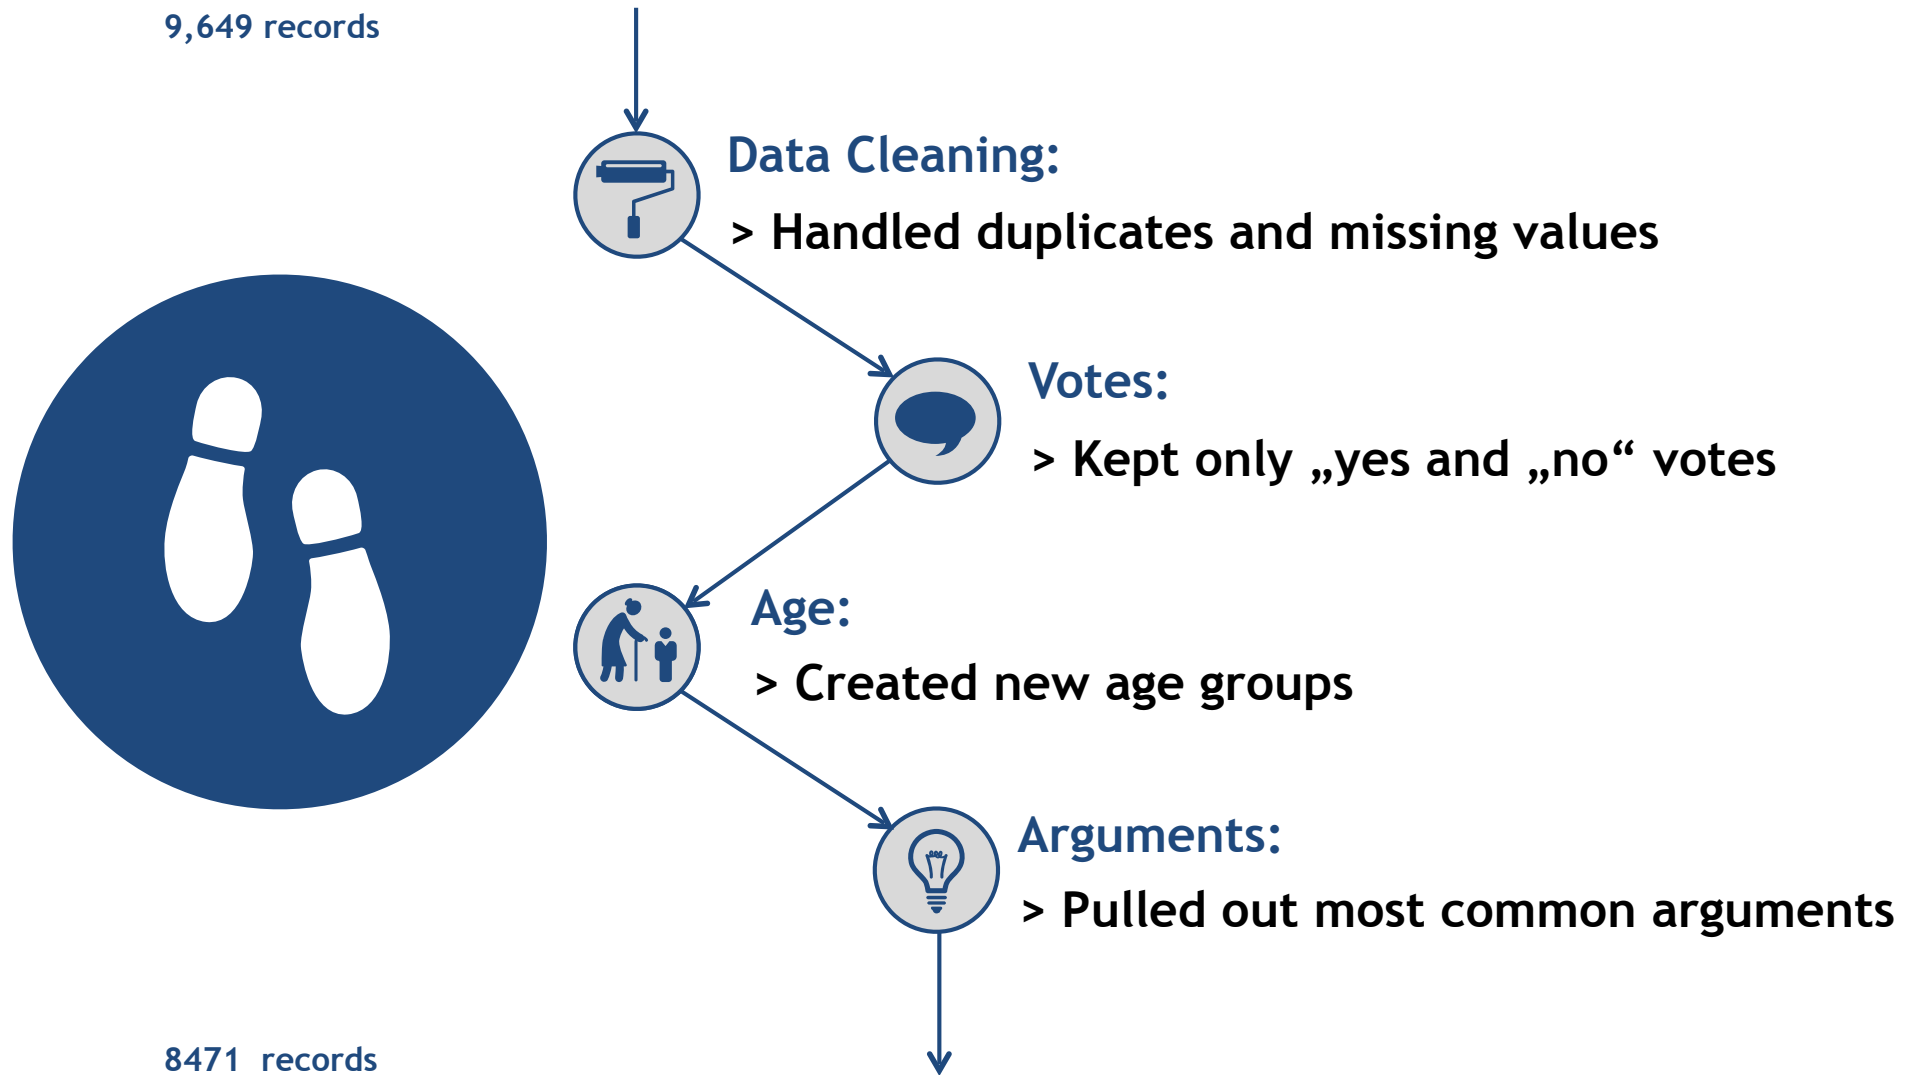 9,649 records
Data Cleaning:
> Handled duplicates and missing values
Votes:
> Kept only „yes and „no“ votes
Age:
> Created new age groups
Arguments:
> Pulled out most common arguments
8471  records